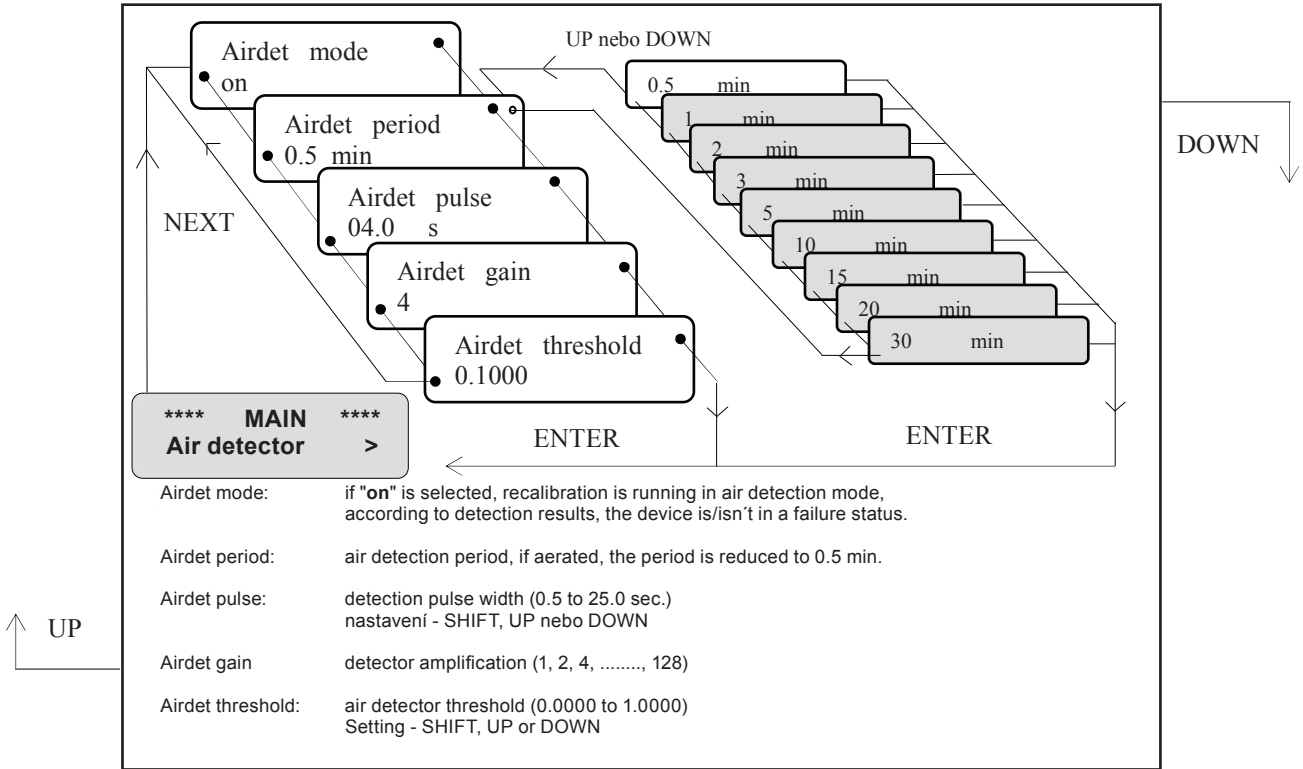 Airdet mode
on
Airdet period
0.5 min
Airdet pulse
04.0 s
Airdet gain
4
Airdet threshold
0.1000
NEXT
UP nebo DOWN
0.5 min
1 min
2 min
3 min
5 min
10 min
15 min
20 min
30 min
DOWN
**** MAIN ****
Air detector >
ENTER
ENTER
Airdet mode: if "on" is selected, recalibration is running in air detection mode,
according to detection results, the device is/isn´t in a failure status.
Airdet period: air detection period, if aerated, the period is reduced to 0.5 min.
Airdet pulse: detection pulse width (0.5 to 25.0 sec.)
nastavení - SHIFT, UP nebo DOWN
UP
Airdet gain detector amplification (1, 2, 4, ........, 128)
Airdet threshold: air detector threshold (0.0000 to 1.0000)
Setting - SHIFT, UP or DOWN